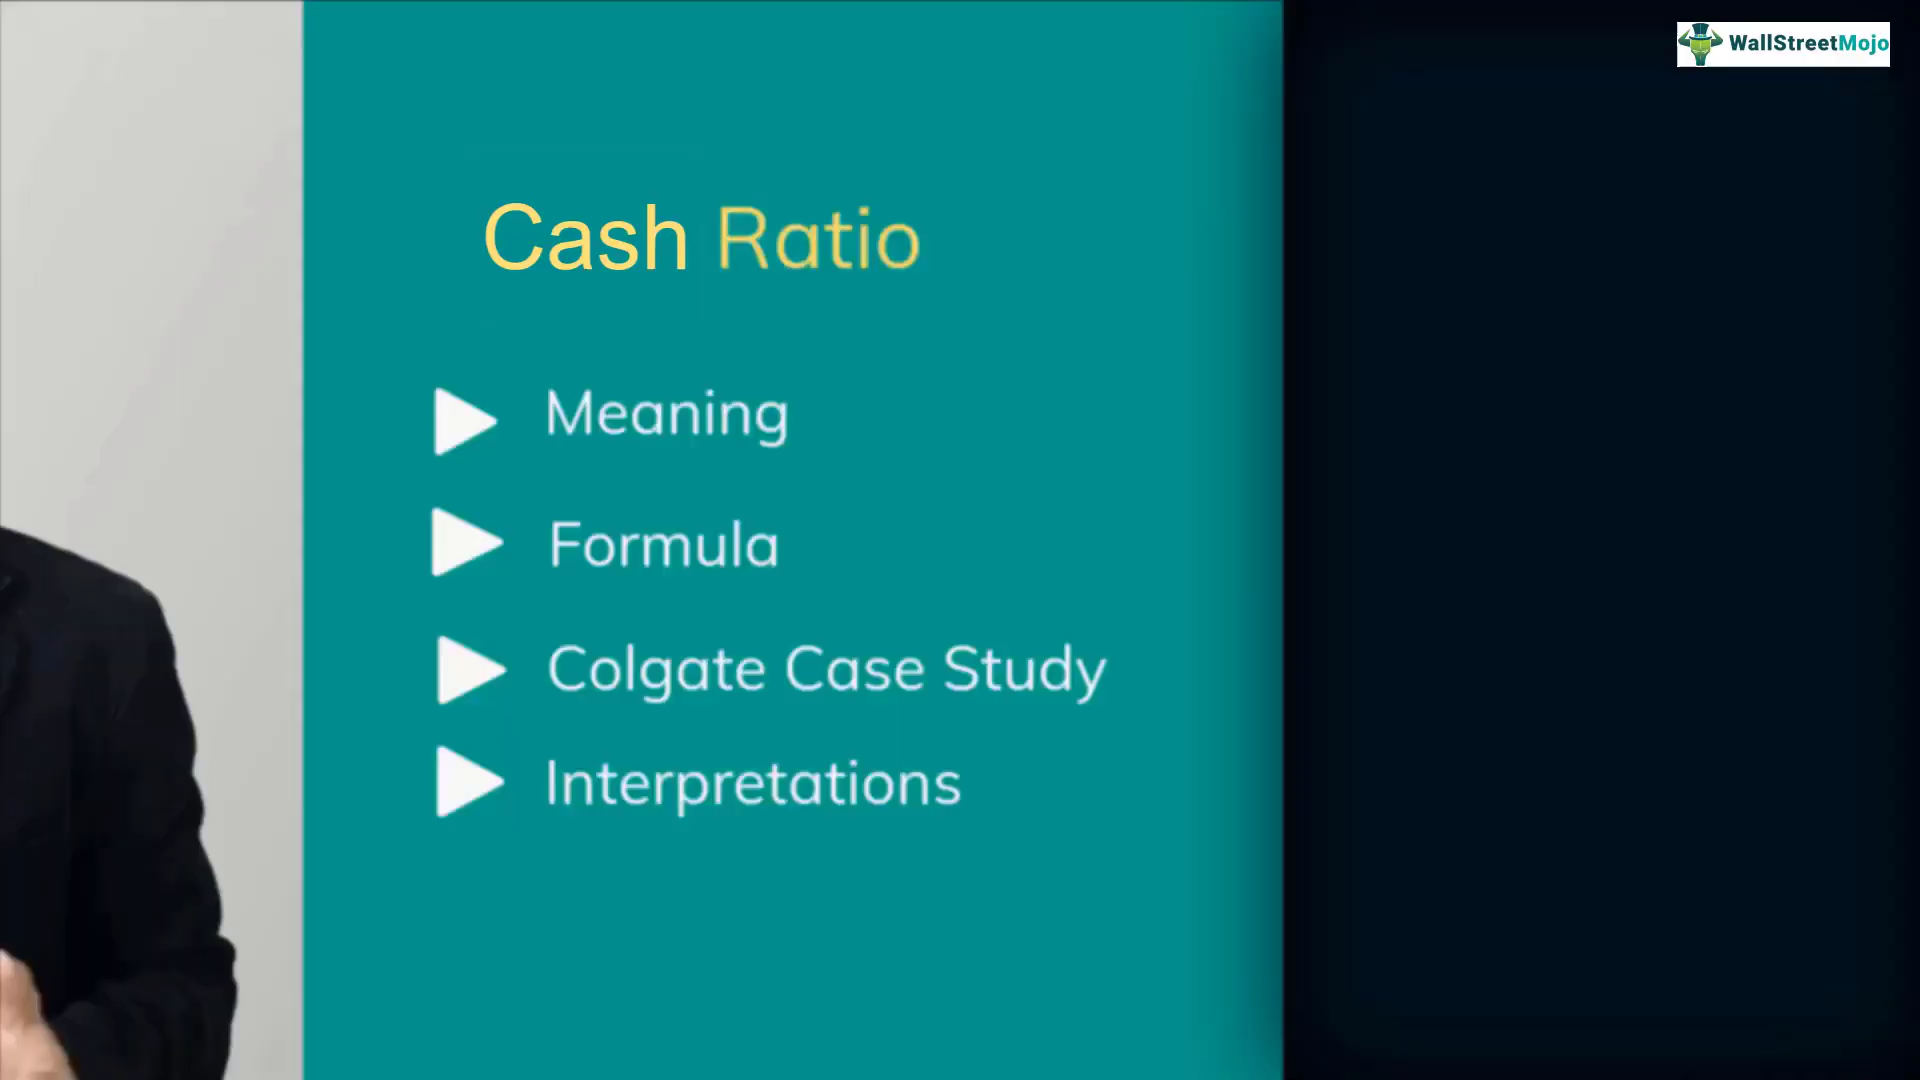 WallStreetMojo
Cash Ratio
Meaning
Formula
Colgate Case Study
Interpretations